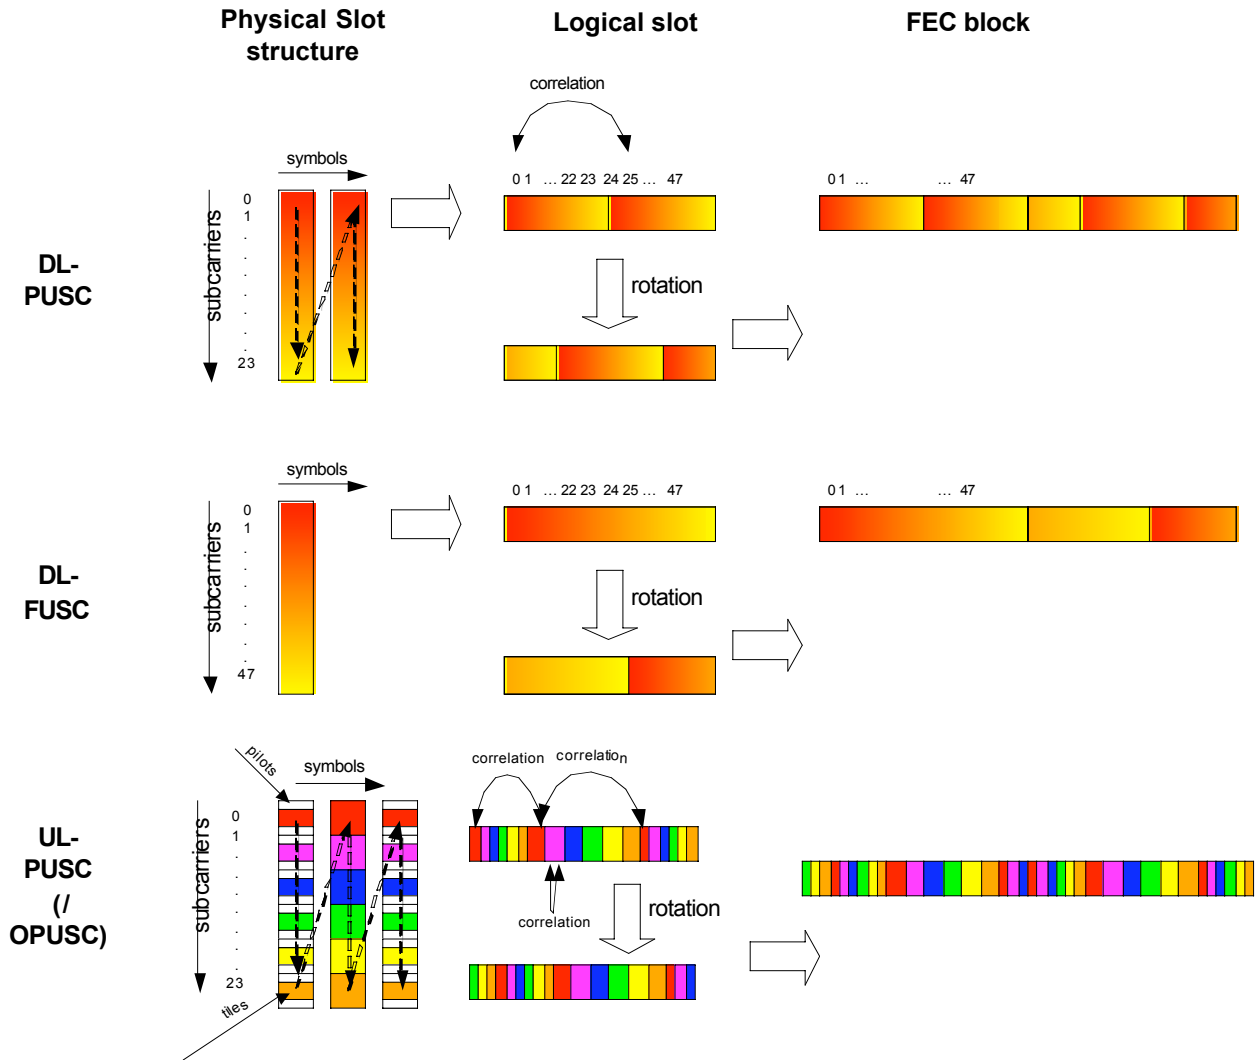 Physical Slot
structure
Logical slot
FEC block
correlation
symbols
0 1 ... 22 23 24 25 ... 47
0 1 ... ... 47
0
1
.
.
.
.
.
.
.
23
subcarriers
DL-
PUSC
rotation
symbols
0 1 ... 22 23 24 25 ... 47
0 1 ... ... 47
0
1
.
.
.
.
.
.
.
47
subcarriers
DL-
FUSC
rotation
pilots
symbols
correlation
correlation
0
1
.
.
.
.
.
.
.
23
subcarriers
UL-
PUSC
(/
OPUSC)
correlation
rotation
tiles